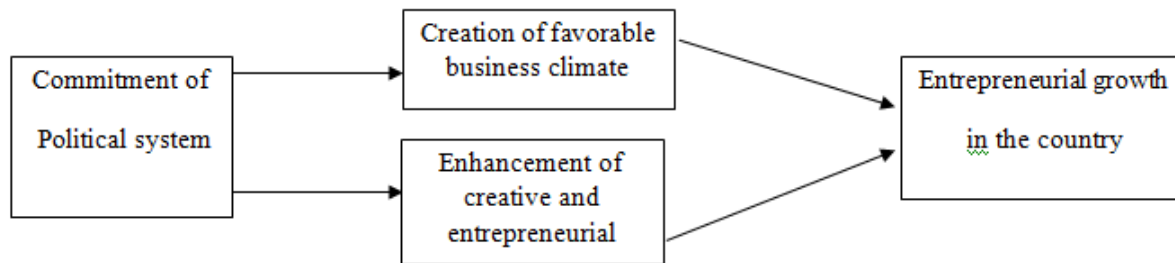 Commitment of
Political system
Creation of favorable
business climate
Enhancement of
creative and
entrepreneurial
Entrepreneurial growth
in the country